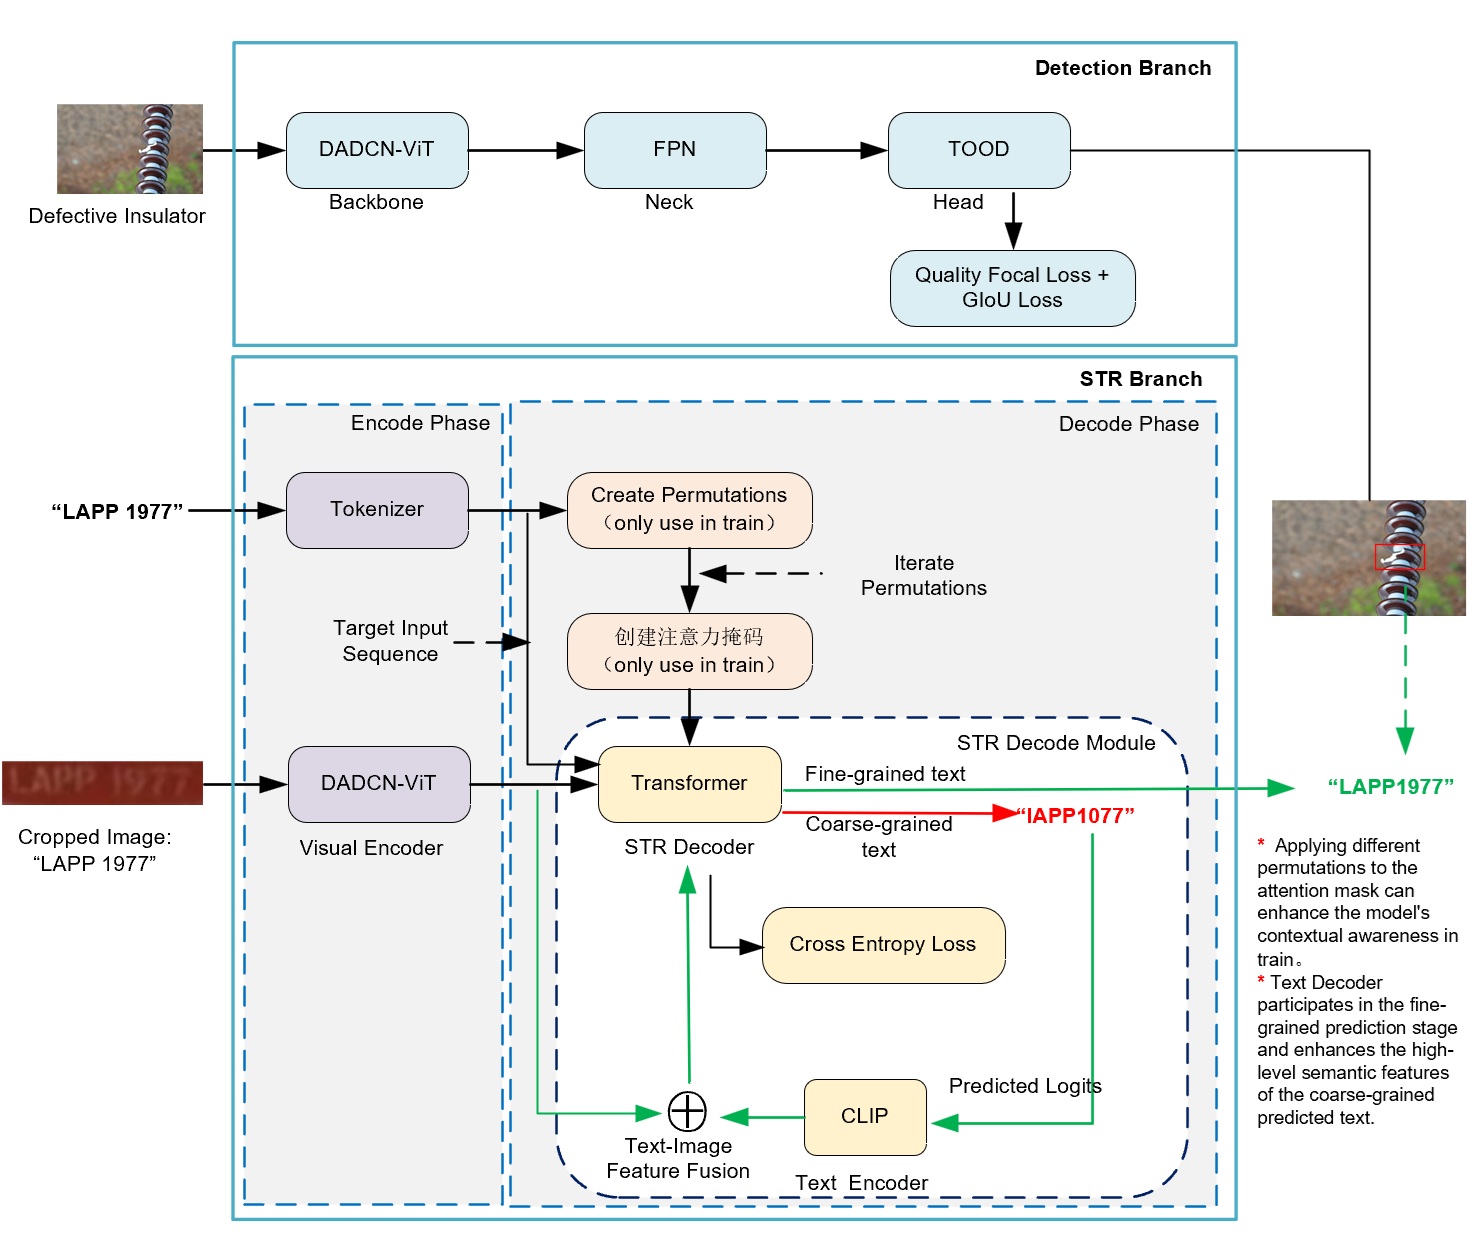 Detection Branch
Defective Insulator
DADCN-ViT
Backbone
FPN
Neck
TOOD
Head
Quality Focal Loss +
GIoU Loss
STR Branch
Encode Phase
Decode Phase
“LAPP 1977”
Tokenizer
Create Permutations
（only use in train）
Iterate
Permutations
Target Input
Sequence
创建注意力掩码
（only use in train）
STR Decode Module
LAPP 1977
Cropped Image:
“LAPP 1977”
DADCN-ViT
Visual Encoder
Transformer
STR Decoder
Fine-grained text
Coarse-grained
text
“IAPP1077”
“LAPP1977”
Cross Entropy Loss
Predicted Logits
CLIP
Text Encoder
Text-Image
Feature Fusion
* Applying different
permutations to the
attention mask can
enhance the model's
contextual awareness in
train。
* Text Decoder
participates in the fine-
grained prediction stage
and enhances the high-
level semantic features
of the coarse-grained
predicted text.